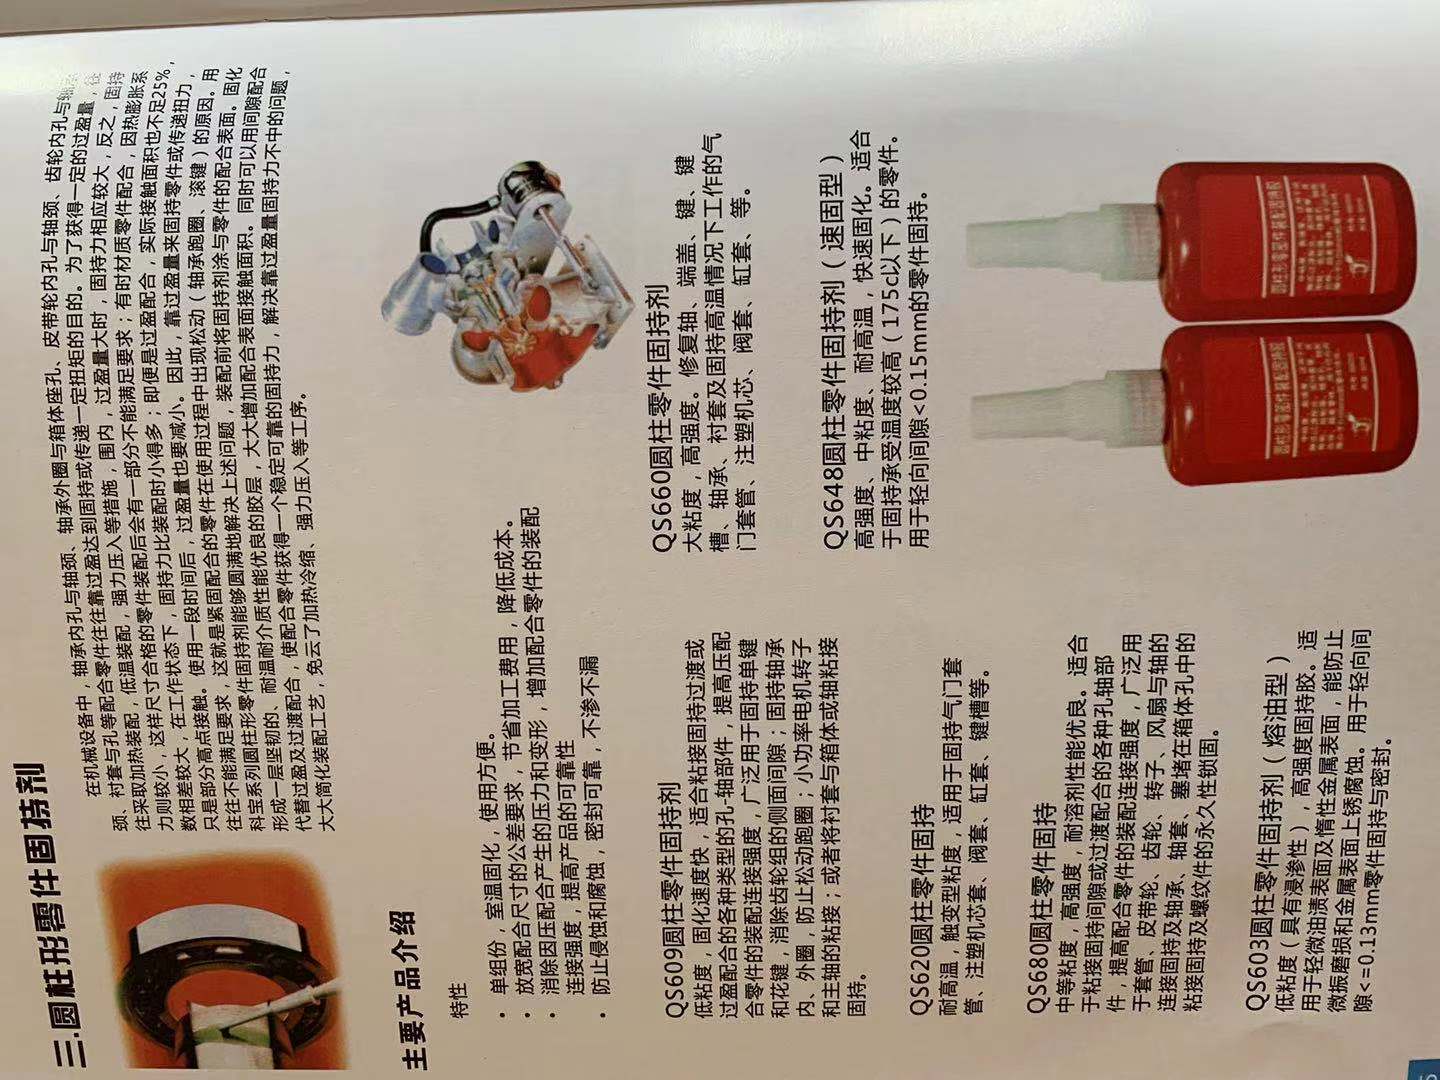 三.圆柱形零件固持剂
在机械设备中，轴承内孔与轴颈、轴承外圈与箱体座孔、皮带轮内孔与轴颈、齿轮内孔与轴
颈、衬套与孔等配合零件往往靠过盈达到固持或传递一定扭矩的目的。为了获得一定的过盈量，往
往采取加热装配，低温装配，强力压入等措施，围内，过盈量大时，固持力相应较大，反之，固持
力则较小，这样尺寸合格的零件装配后会有一部分不能满足要求；有时材质零件配合，因热膨胀系
数相差较大，在工作状态下，固持力比装配时小得多；即便是过盈配合，实际接触面积也不足25%，
只是部分高点接触。使用一段时间后，过盈量也要减小。因此，靠过盈量来固持零件或传递扭力，
往往不能满足要求，这就是紧固配合的零件在使用过程中出现松动（轴承跑圈、滚键）的原因。用
科宝系列圆柱形零件固持剂能够圆满地解决上述问题，装配前将固持剂涂与零件的配合表面。固化
形成一层坚韧的、耐温耐介质性能优良的胶层，大大增加配合表面接触面积。同时可以用间隙配合
代替过盈及过渡配合，使配合零件获得一个稳定可靠的固持力，解决靠过盈量固持力不中的问题，
大大简化装配工艺，免云了加热冷缩、强力压入等工序。
主要产品介绍
特性
• 单组份，室温固化，使用方便。
• 放宽配合尺寸的公差要求，节省加工费用，降低成本。
• 消除因压配合产生的压力和变形，增加配合零件的装配
连接强度，提高产品的可靠性
• 防止侵蚀和腐蚀，密封可靠，不渗不漏
QS609圆柱零件固持剂
低粘度，固化速度快，适合粘接固持过渡或
过盈配合的各种类型的孔-轴部件，提高压配
合零件的装配连接强度，广泛用于固持单键
和花键，消除齿轮组的侧面间隙；固持轴承
内、外圈，防止松动跑圈；小功率电机转子
和主轴的粘接；或者将衬套与箱体或轴粘接
固持。
QS620圆柱零件固持
耐高温，触变型粘度，适用于固持气门套
管、注塑机芯套、阀套、缸套、键槽等。
QS680圆柱零件固持
中等粘度，高强度，耐溶剂性能优良。适合
于粘接固持间隙或过渡配合的各种孔轴部
件，提高配合零件的装配连接强度，广泛用
于套管、皮带轮、齿轮、转子、风扇与轴的
连接固持及轴承、轴套、塞堵在箱体孔中的
粘接固持及螺纹件的永久性锁固。
QS603圆柱零件固持剂（熔油型）
低粘度（具有浸渗性），高强度固持胶。适
用于轻微油渍表面及惰性金属表面，能防止
微振磨损和金属表面上锈腐蚀。用于轻向间
隙<=0.13mm零件固持与密封。
QS660圆柱零件固持剂
大粘度，高强度。修复轴、端盖、键、键
槽、轴承、衬套及固持高温情况下工作的气
门套管、注塑机芯、阀套、缸套、等。
QS648圆柱零件固持剂（速固型）
高强度、中粘度、耐高温，快速固化。适合
于固持承受温度较高（175c以下）的零件.
用于轻向间隙<0.15mm的零件固持。